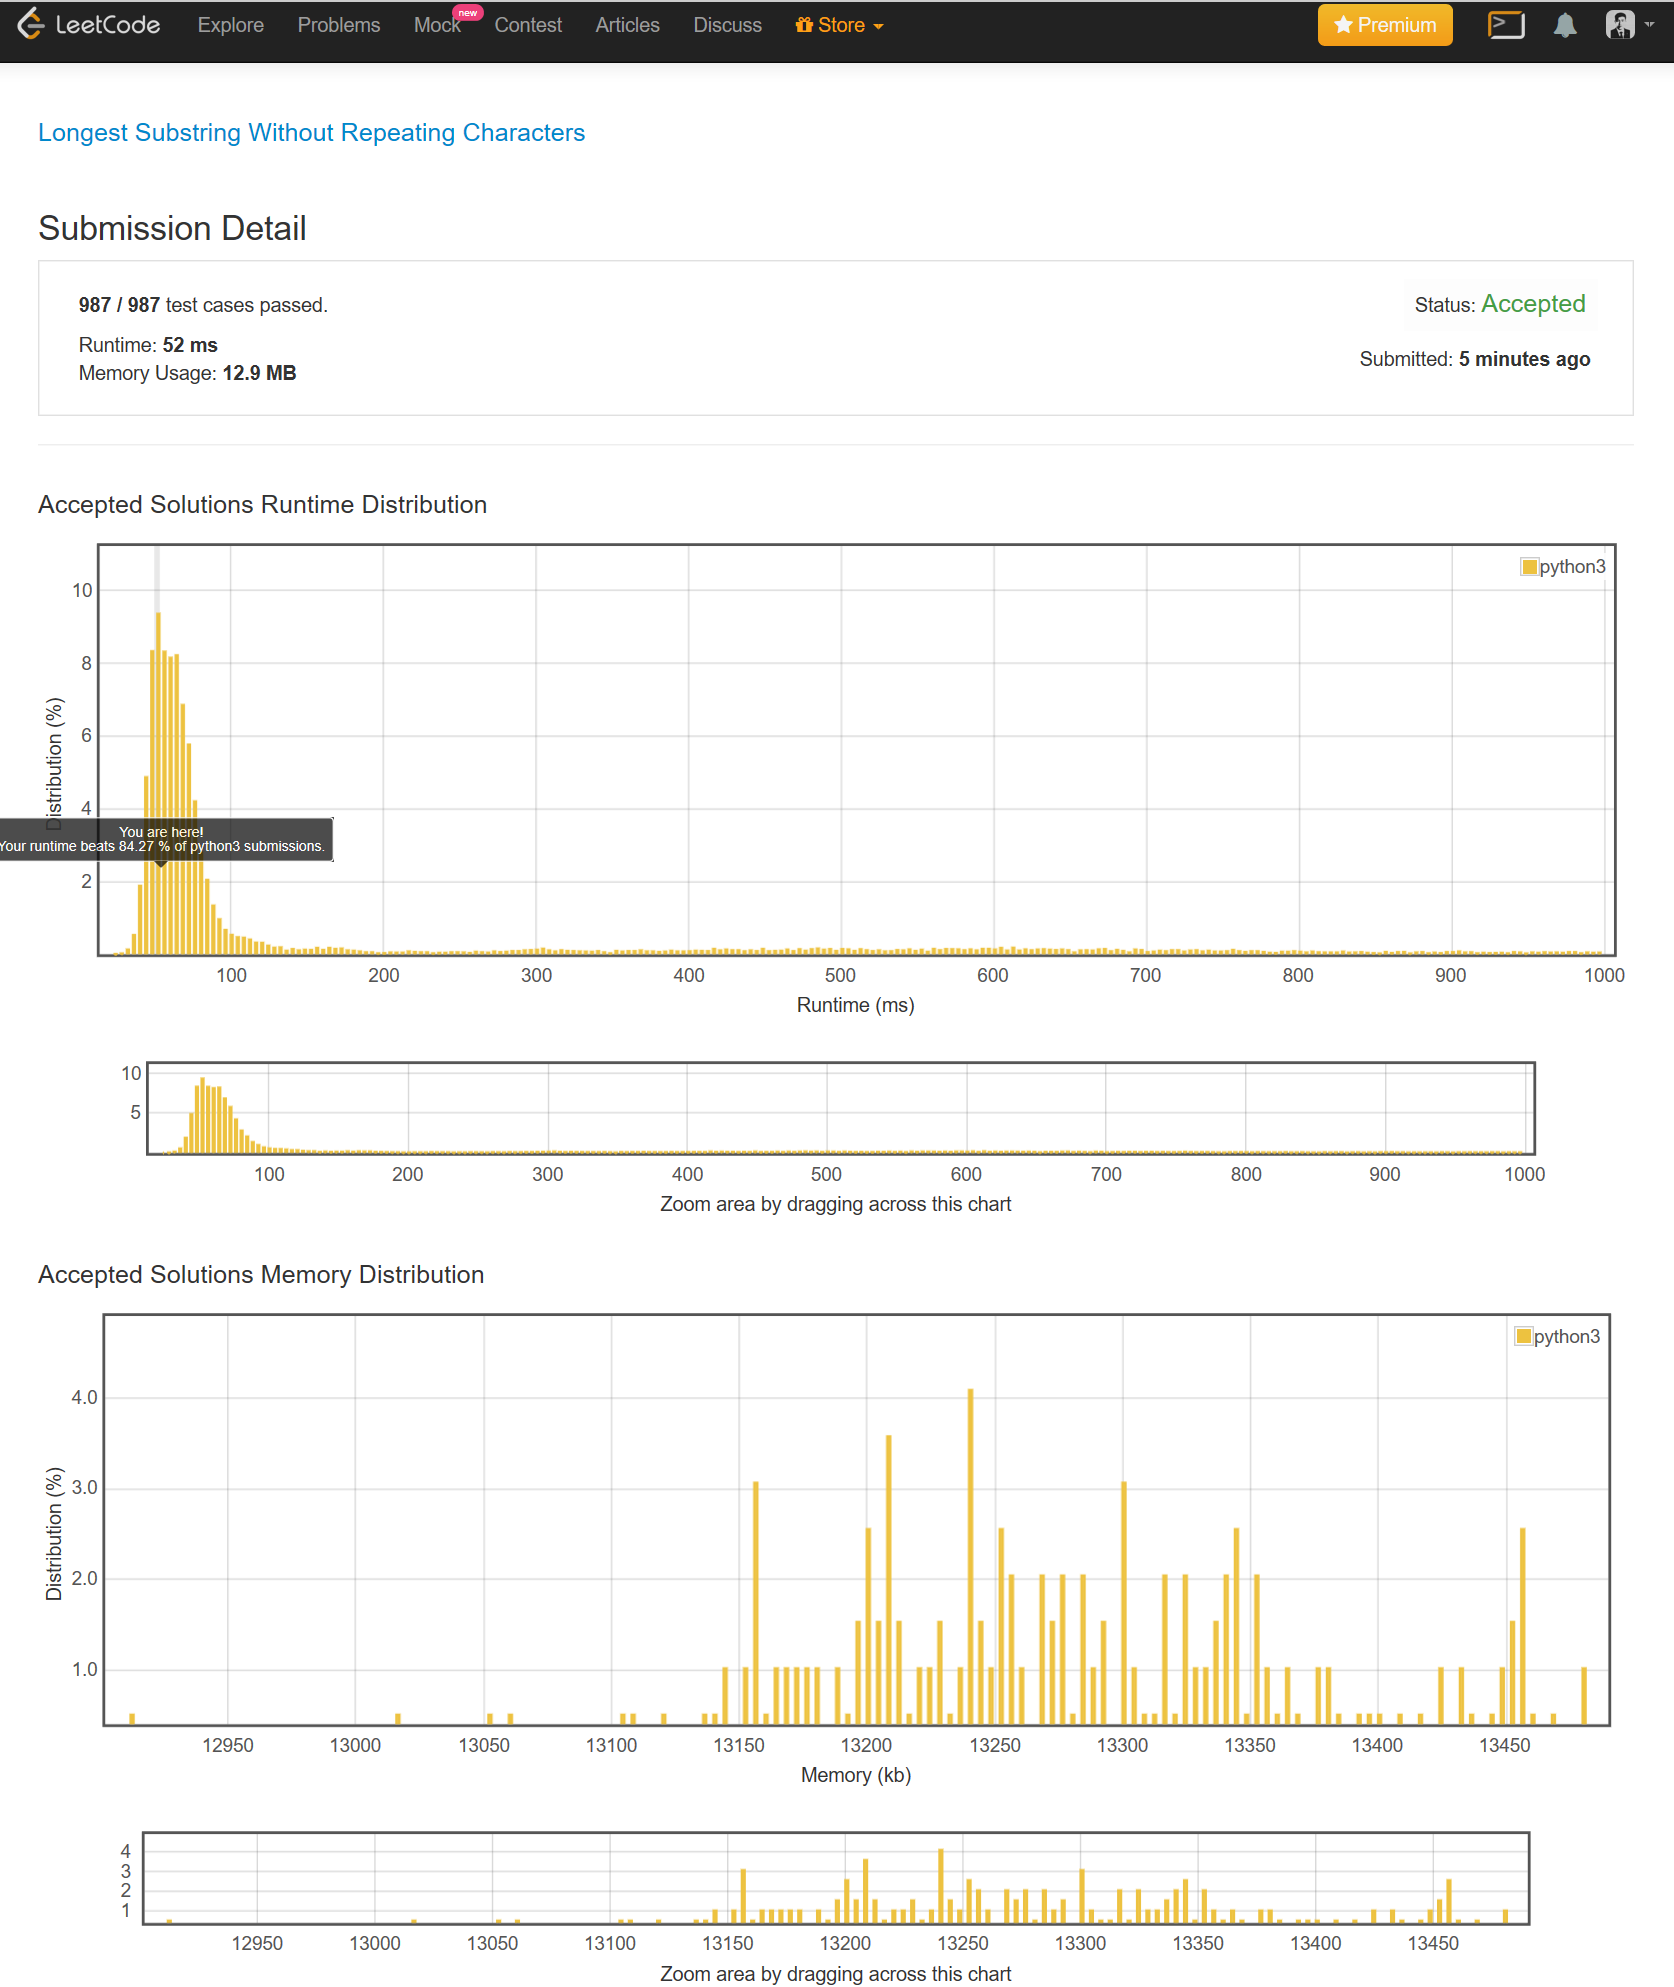 LeetCode Explore Problems Mock new Contest Articles Discuss Store Premium
Longest Substring Without Repeating Characters
Submission Detail
987 / 987 test cases passed.
Status: Accepted
Runtime: 52 ms
Submitted: 5 minutes ago
Memory Usage: 12.9 MB
Accepted Solutions Runtime Distribution
python3
10
8
6
4
2
Distribution (%)
You are here!
Your runtime beats 84.27 % of python3 submissions.
100 200 300 400 500 600 700 800 900 1000
Runtime (ms)
10
5
100 200 300 400 500 600 700 800 900 1000
Zoom area by dragging across this chart
Accepted Solutions Memory Distribution
python3
4.0
3.0
2.0
1.0
Distribution (%)
12950 13000 13050 13100 13150 13200 13250 13300 13350 13400 13450
Memory (kb)
4
3
2
1
12950 13000 13050 13100 13150 13200 13250 13300 13350 13400 13450
Zoom area by dragging across this chart